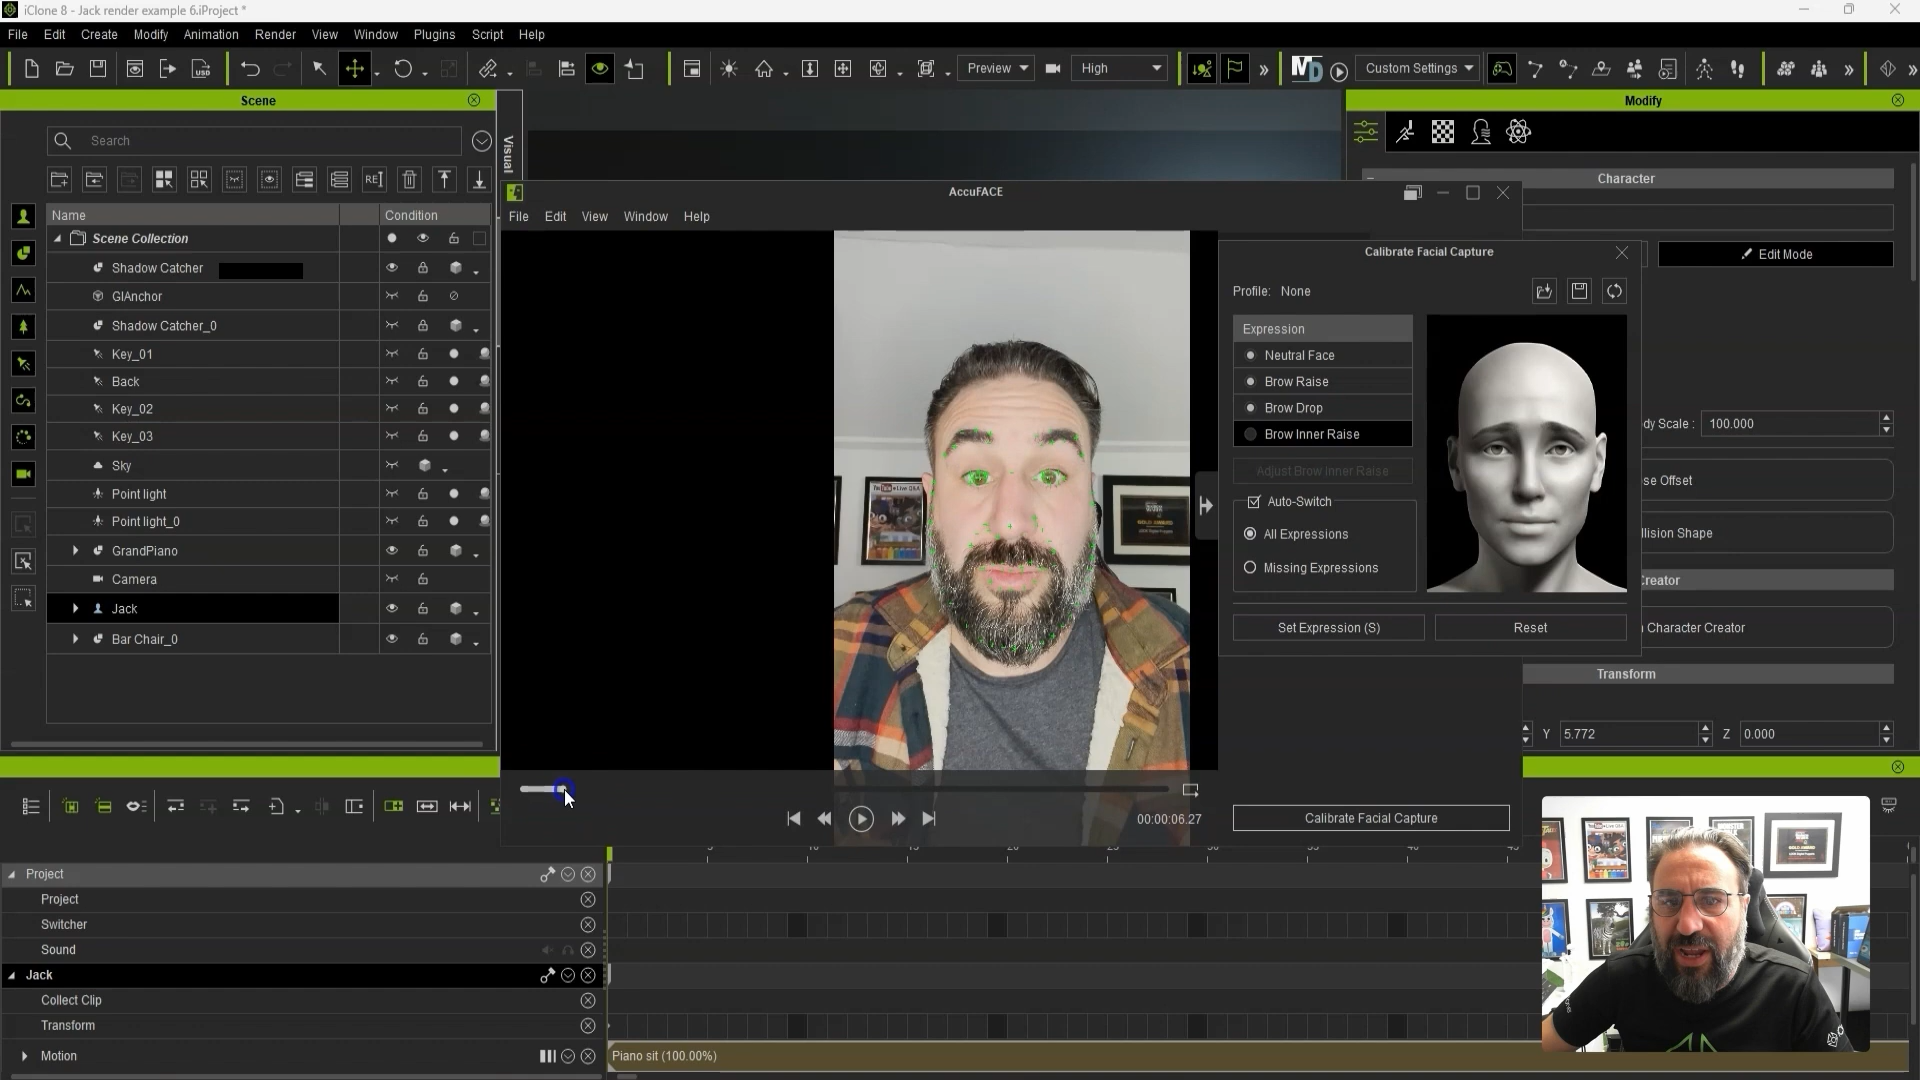 iClone 8 - Jack render example 6.iProject *
File Edit Create Modify Animation Render View Window Plugins Script Help
Preview High Custom Settings
Scene
Modify
Search
Visual
RE
Name Condition
Scene Collection
Shadow Catcher
GIAnchor
Shadow Catcher_0
Key_01
Back
Key_02
Key_03
Sky
Point light
Point light_0
GrandPiano
Camera
Jack
Bar Chair_0
AccuFACE
File Edit View Window Help
00:00:06.27
Calibrate Facial Capture
Profile: None
Expression
Neutral Face
Brow Raise
Brow Drop
Brow Inner Raise
Adjust Brow Inner Raise
Auto-Switch
All Expressions
Missing Expressions
Set Expression (S) Reset
Calibrate Facial Capture
Character
Edit Mode
dy Scale : 100.000
se Offset
llision Shape
Creator
Character Creator
Transform
Y 5.772 Z 0.000
Project
Project
Switcher
Sound
Jack
Collect Clip
Transform
Motion Piano sit (100.00%)